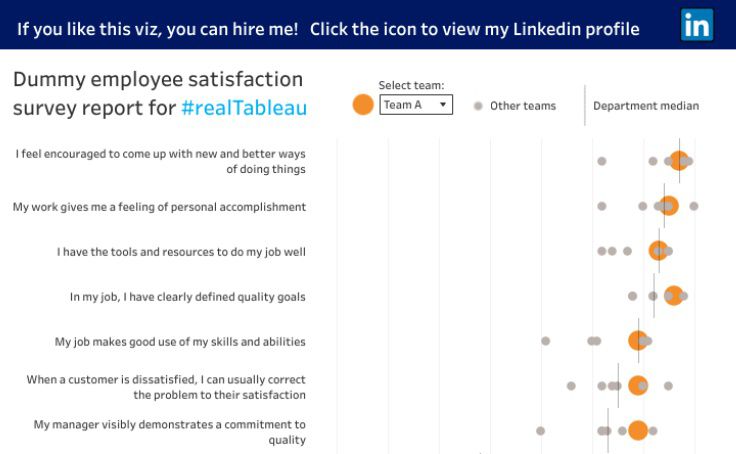 If you like this viz, you can hire me!   Click the icon to view my Linkedin profile
in
Dummy employee satisfaction
survey report for #realTableau
Select team:
Team A
Other teams
Department median
I feel encouraged to come up with new and better ways
of doing things
My work gives me a feeling of personal accomplishment
I have the tools and resources to do my job well
In my job, I have clearly defined quality goals
My job makes good use of my skills and abilities
When a customer is dissatisfied, I can usually correct
the problem to their satisfaction
My manager visibly demonstrates a commitment to
quality